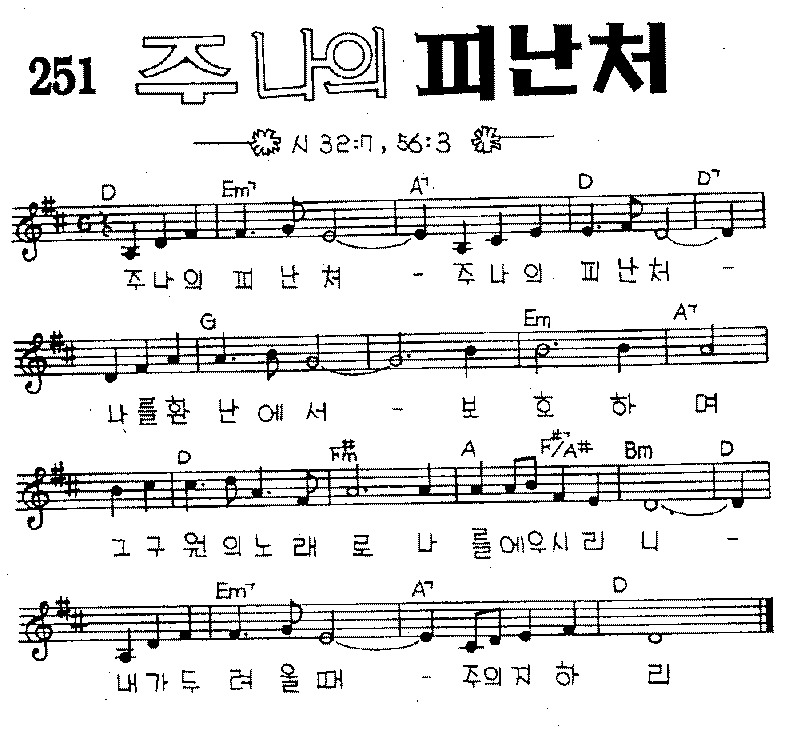 251 주 나의 피난처
시 32:7, 56:3
D Em7 A7 D D7
주 나 의 피 난 쳐 - 주 나 의 피 난 처 -
G Em A7
나 를 환 난 에 서 - 보 호 하 며
D F#m A F#7/A# Bm D
그 구 원 의 노 래 로 나 를 에 우 시 리 니 -
Em7 A7 D
내 가 두 려 울 때 - 주 의 지 하 리